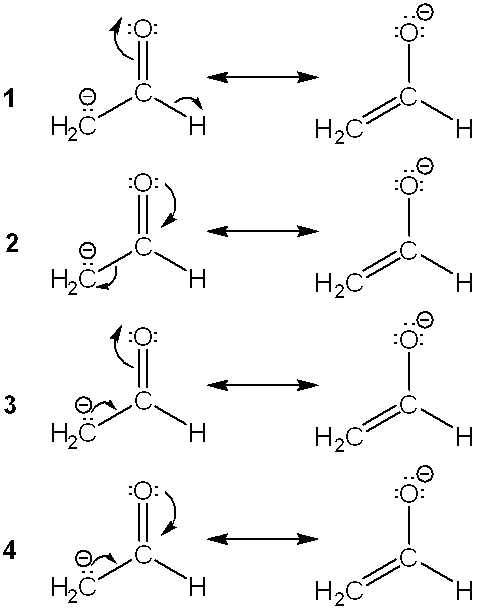 :O: :O:⊖
1 ⊖ C ⟷ C
H₂C H H₂C H
:O: :O:⊖
2 ⊖ C ⟷ C
H₂C H H₂C H
:O: :O:⊖
3 ⊖ C ⟷ C
H₂C H H₂C H
:O: :O:⊖
4 ⊖ C ⟷ C
H₂C H H₂C H